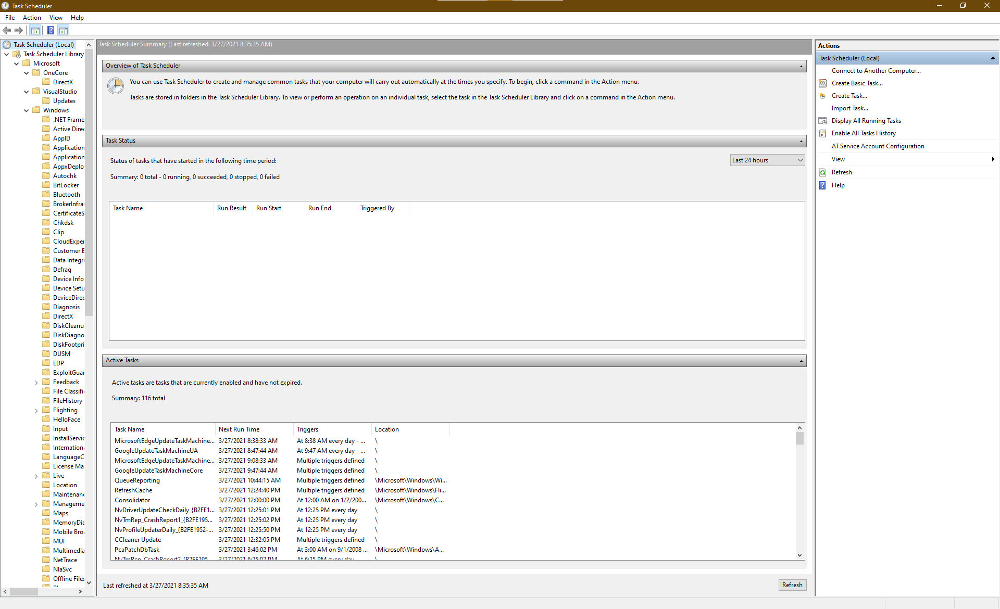 Task Scheduler
File Action View Help
Task Scheduler (Local)
Task Scheduler Library
Microsoft
OneCore
DirectX
VisualStudio
Updates
Windows
.NET Frame
Active Direc
AppID
Application
Application
AppxDeplo
Autochk
BitLocker
Bluetooth
BrokerInfras
CertificateS
Chkdsk
Clip
CloudExper
Customer E
Data Integri
Defrag
Device Info
Device Setu
DeviceDirec
Diagnosis
DirectX
DiskCleanu
DiskDiagno
DiskFootpri
DUSM
EDP
ExploitGuar
Feedback
File Classifi
FileHistory
Flighting
HelloFace
Input
InstallServic
Internationa
LanguageC
License Ma
Live
Location
Maintenanc
Manageme
Maps
MemoryDia
Mobile Broa
MUI
Multimedia
NetTrace
NlaSvc
Offline Files
Task Scheduler Summary (Last refreshed: 3/27/2021 8:35:35 AM)
Overview of Task Scheduler
You can use Task Scheduler to create and manage common tasks that your computer will carry out automatically at the times you specify. To begin, click a command in the Action menu.
Tasks are stored in folders in the Task Scheduler Library. To view or perform an operation on an individual task, select the task in the Task Scheduler Library and click on a command in the Action menu.
Task Status
Status of tasks that have started in the following time period: Last 24 hours
Summary: 0 total - 0 running, 0 succeeded, 0 stopped, 0 failed
Task Name Run Result Run Start Run End Triggered By
Active Tasks
Active tasks are tasks that are currently enabled and have not expired.
Summary: 116 total
Task Name Next Run Time Triggers Location
MicrosoftEdgeUpdateTaskMachine... 3/27/2021 8:38:33 AM At 8:38 AM every day - ... \
GoogleUpdateTaskMachineUA 3/27/2021 8:47:44 AM At 9:47 AM every day - ... \
MicrosoftEdgeUpdateTaskMachine... 3/27/2021 9:08:33 AM Multiple triggers defined \
GoogleUpdateTaskMachineCore 3/27/2021 9:47:44 AM Multiple triggers defined \
QueueReporting 3/27/2021 10:44:15 AM Multiple triggers defined \Microsoft\Windows\Wi...
RefreshCache 3/27/2021 12:24:40 PM Multiple triggers defined \Microsoft\Windows\Fli...
Consolidator 3/27/2021 12:00:00 PM At 12:00 AM on 1/2/200... \Microsoft\Windows\C...
NvDriverUpdateCheckDaily_{B2FE1... 3/27/2021 12:25:01 PM At 12:25 PM every day \
NvTmRep_CrashReport1_{B2FE195... 3/27/2021 12:25:02 PM At 12:25 PM every day \
NvProfileUpdaterDaily_{B2FE1952-... 3/27/2021 12:25:50 PM At 12:25 PM every day \
CCleaner Update 3/27/2021 12:32:05 PM Multiple triggers defined \
PcaPatchDbTask 3/27/2021 3:46:02 PM At 3:00 AM on 9/1/2008 ... \Microsoft\Windows\A...
NvTmRep_CrashReport2_{B2FE195... 3/27/2021 6:25:02 PM At 6:25 PM every day \
Last refreshed at 3/27/2021 8:35:35 AM Refresh
Actions
Task Scheduler (Local)
Connect to Another Computer...
Create Basic Task...
Create Task...
Import Task...
Display All Running Tasks
Enable All Tasks History
AT Service Account Configuration
View
Refresh
Help